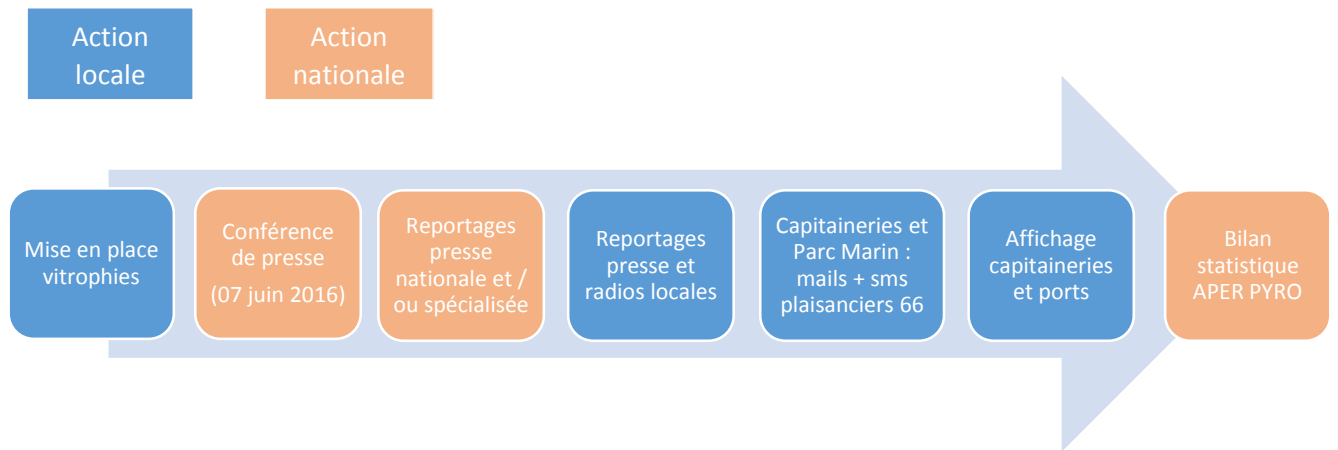 Action
locale
Action
nationale
Mise en place
vitrophies
Conférence
de presse
(07 juin 2016)
Reportages
presse
nationale et /
ou spécialisée
Reportages
presse et
radios locales
Capitaineries et
Parc Marin :
mails + sms
plaisanciers 66
Affichage
capitaineries
et ports
Bilan
statistique
APER PYRO